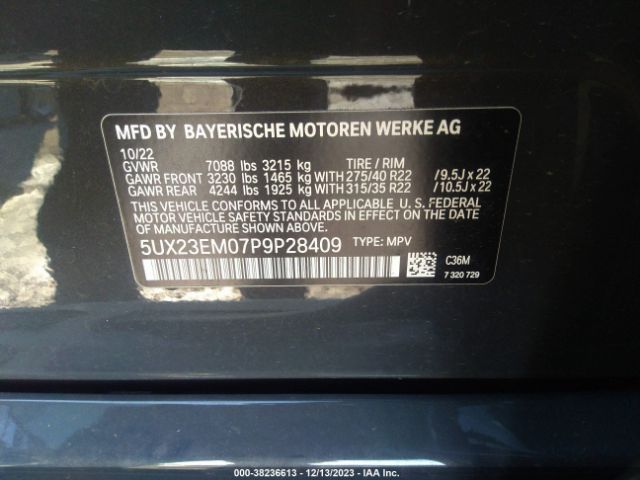 MFD BY BAYERISCHE MOTOREN WERKE AG
10/22
GVWR 7088 lbs 3215 kg TIRE / RIM
GAWR FRONT 3230 lbs 1465 kg WITH 275/40 R22 / 9.5J x 22
GAWR REAR 4244 lbs 1925 kg WITH 315/35 R22 / 10.5J x 22
THIS VEHICLE CONFORMS TO ALL APPLICABLE U. S. FEDERAL
MOTOR VEHICLE SAFETY STANDARDS IN
EFFECT ON THE DATE OF MANUFACTURE
SHOWN ABOVE.
5UX23EM07P9P28409 TYPE: MPV
C36M
7 320 729
000-38236613 - 12/13/2023 - IAA Inc.